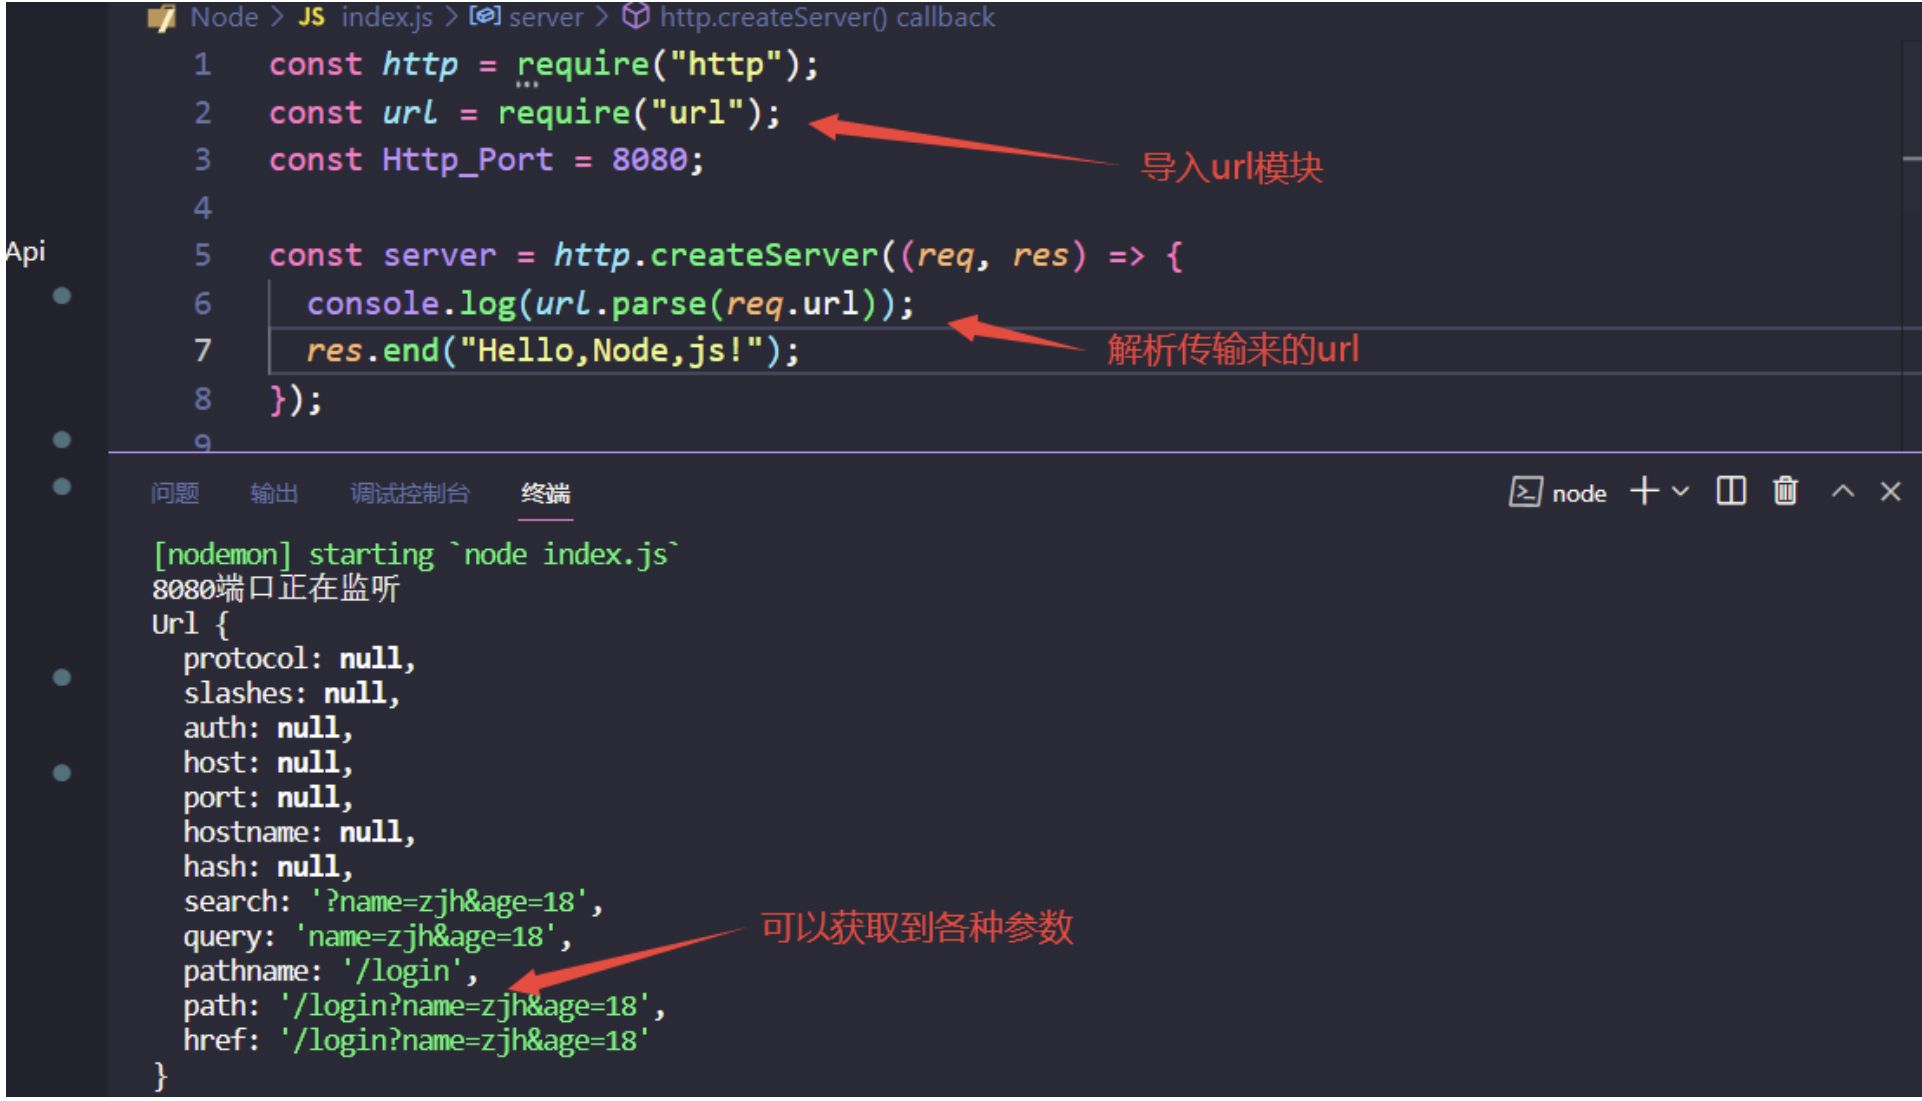 Node > JS index.js > server > http.createServer() callback
1 const http = require("http");
2 const url = require("url");
导入url模块
3 const Http_Port = 8080;
4
Api
5 const server = http.createServer((req, res) => {
6 console.log(url.parse(req.url));
解析传输来的url
7 res.end("Hello,Node,js!");
8 });
9
问题 输出 调试控制台 终端 node
[nodemon] starting `node index.js`
8080端口正在监听
Url {
protocol: null,
slashes: null,
auth: null,
host: null,
port: null,
hostname: null,
hash: null,
search: '?name=zjh&age=18',
query: 'name=zjh&age=18',
可以获取到各种参数
pathname: '/login',
path: '/login?name=zjh&age=18',
href: '/login?name=zjh&age=18'
}